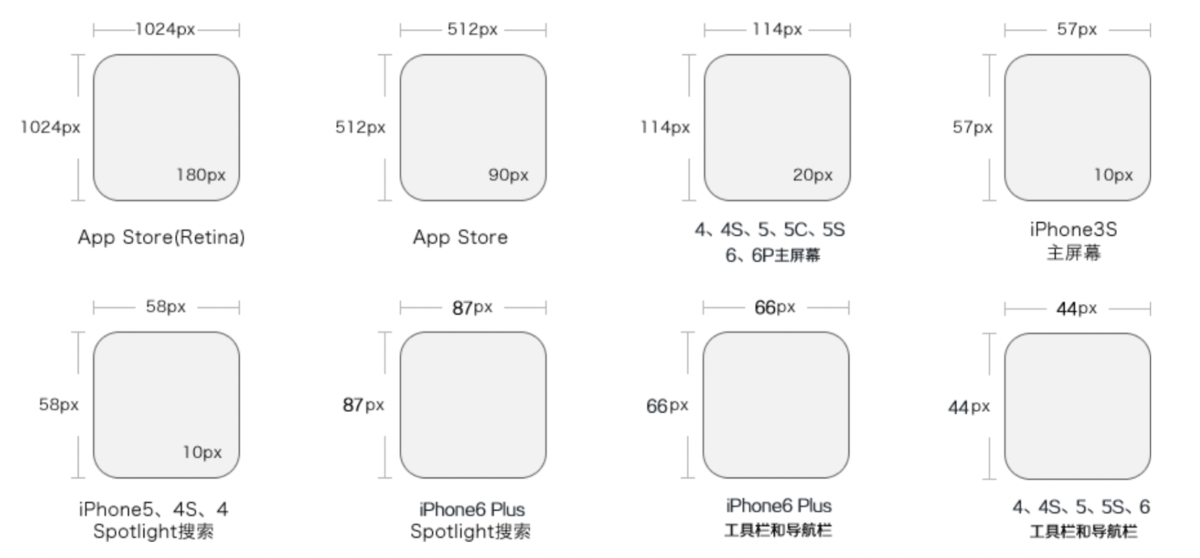 1024px
512px
114px
57px
1024px
180px
512px
90px
114px
20px
57px
10px
App Store(Retina)
App Store
4、4S、5、5C、5S
6、6P主屏幕
iPhone3S
主屏幕
58px
87px
66px
44px
58px
10px
87px
66px
44px
iPhone5、4S、4
Spotlight搜索
iPhone6 Plus
Spotlight搜索
iPhone6 Plus
工具栏和导航栏
4、4S、5、5S、6
工具栏和导航栏